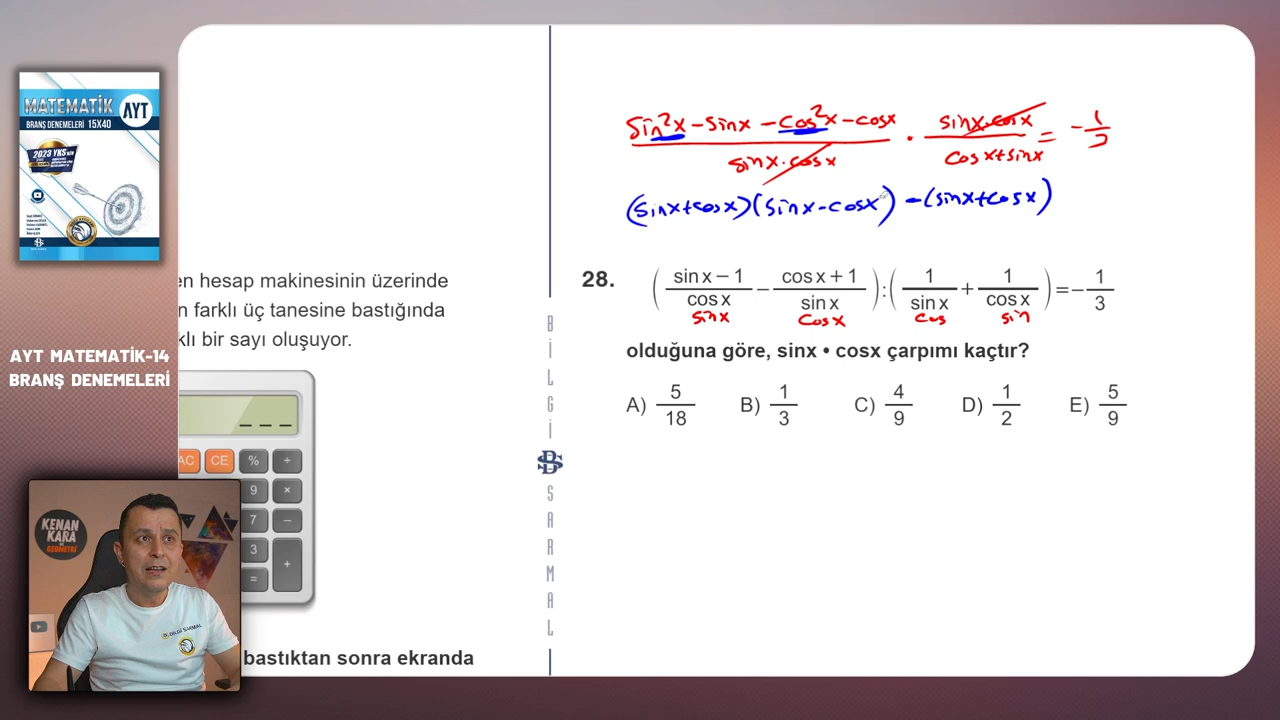 MATEMATİK AYT
BRANŞ DENEMELERİ 15X40
2023 YKS'NİN
AYT MATEMATİK-14
BRANŞ DENEMELERİ
KENAN
KARA
GEOMETRİ
BİLGİ SARMAL
en hesap makinesinin üzerinde
n farklı üç tanesine bastığında
klı bir sayı oluşuyor.
AC CE % ÷
9 ×
7 −
3 +
=
bastıktan sonra ekranda
BİLGİ
SARMAL
(sin²x - sinx - cos²x - cosx)/(sinx.cosx) • (sinx.cosx)/(cosx+sinx) = -1/3
(sinx+cosx)(sinx-cosx) - (sinx+cosx)
28. ((sin x − 1)/(cos x) − (cos x + 1)/(sin x)) : (1/(sin x) + 1/(cos x)) = −1/3
sinx cosx cos sin
olduğuna göre, sinx • cosx çarpımı kaçtır?
A) 5/18 B) 1/3 C) 4/9 D) 1/2 E) 5/9